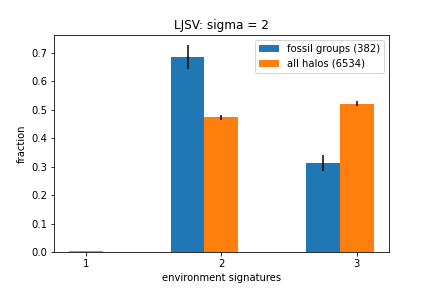 LJSV: sigma = 2
fossil groups (382)
all halos (6534)
fraction
0.7
0.6
0.5
0.4
0.3
0.2
0.1
0.0
1 2 3
environment signatures